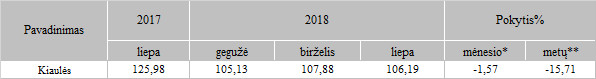 Pavadinimas 2017 2018 Pokytis%
liepa gegužė birželis liepa mėnesio* metų**
Kiaulės 125,98 105,13 107,88 106,19 -1,57 -15,71